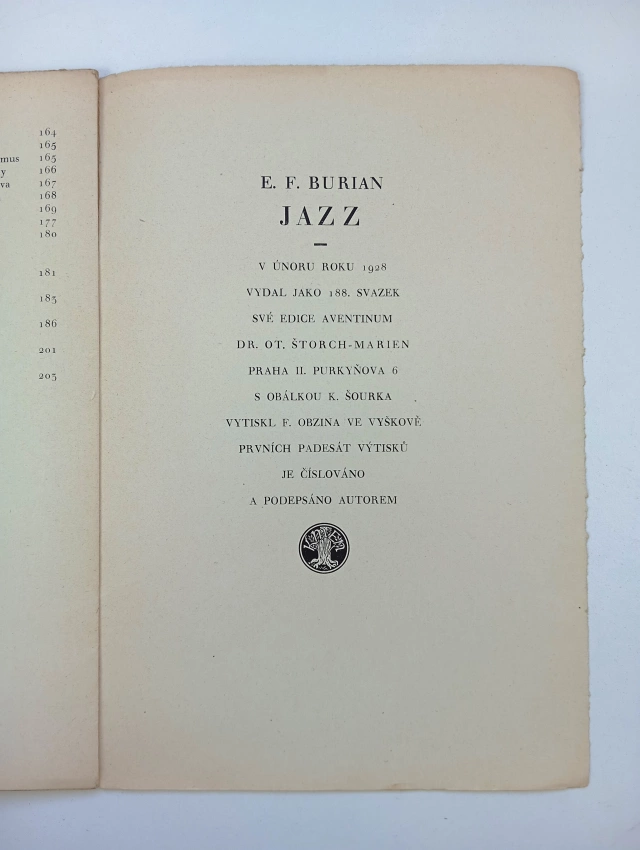 164
165
mus 165
y 166
va 167
168
169
177
180
181
183
186
201
205
E. F. BURIAN
JAZZ
V ÚNORU ROKU 1928
VYDAL JAKO 188. SVAZEK
SVÉ EDICE AVENTINUM
DR. OT. ŠTORCH-MARIEN
PRAHA II. PURKYŇOVA 6
S OBÁLKOU K. ŠOURKA
VYTISKL F. OBZINA VE VYŠKOVĚ
PRVNÍCH PADESÁT VÝTISKŮ
JE ČÍSLOVÁNO
A PODEPSÁNO AUTOREM